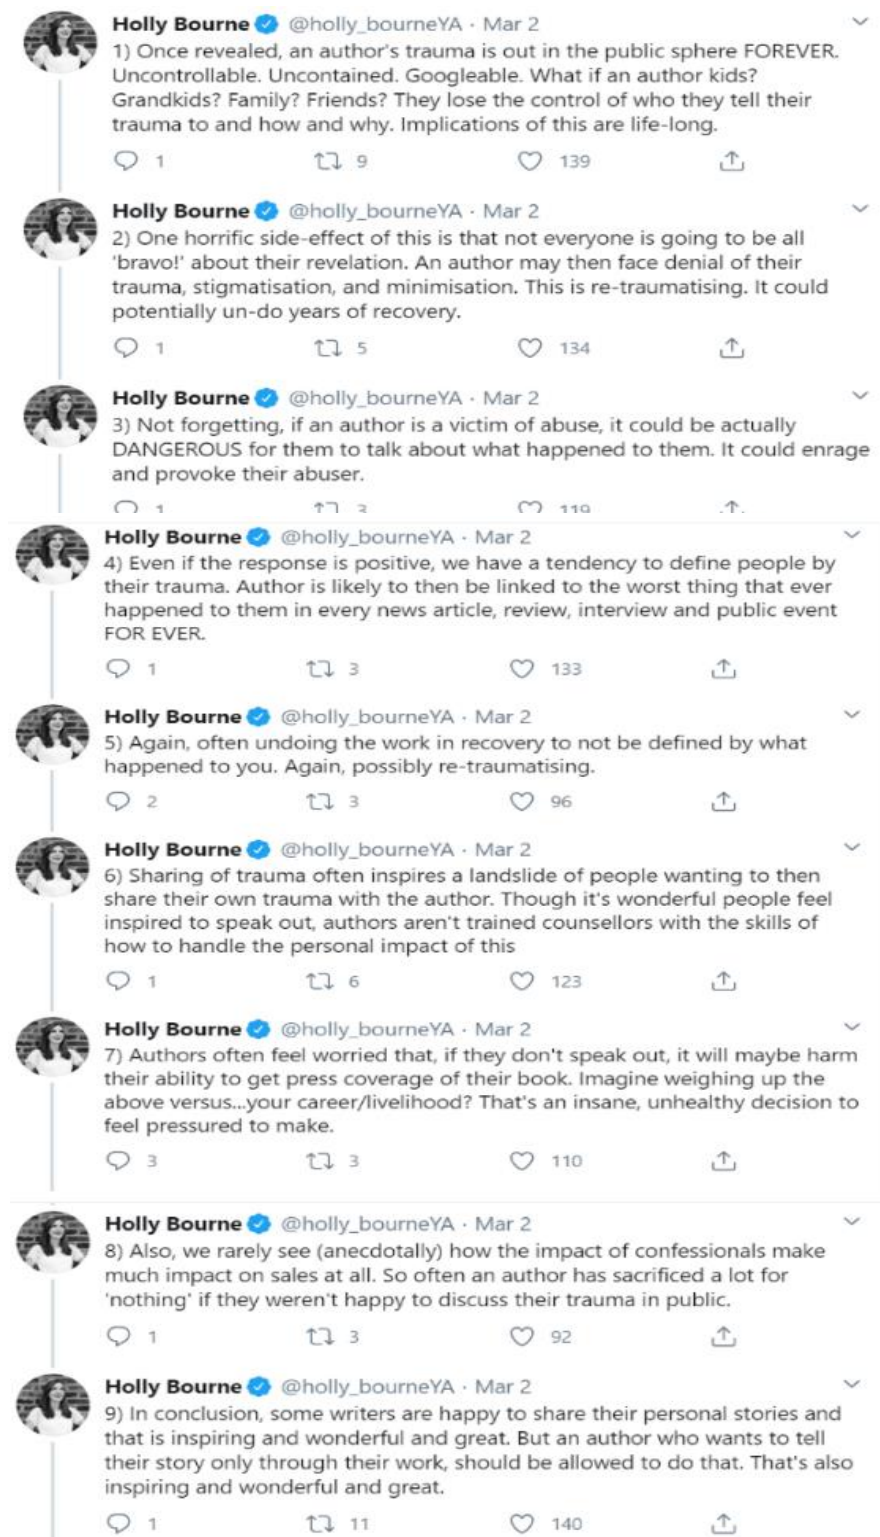 Holly Bourne @holly_bourneYA · Mar 2
1) Once revealed, an author's trauma is out in the public sphere FOREVER.
Uncontrollable. Uncontained. Googleable. What if an author kids?
Grandkids? Family? Friends? They lose the control of who they tell their
trauma to and how and why. Implications of this are life-long.
1 9 139
Holly Bourne @holly_bourneYA · Mar 2
2) One horrific side-effect of this is that not everyone is going to be all
'bravo!' about their revelation. An author may then face denial of their
trauma, stigmatisation, and minimisation. This is re-traumatising. It could
potentially un-do years of recovery.
1 5 134
Holly Bourne @holly_bourneYA · Mar 2
3) Not forgetting, if an author is a victim of abuse, it could be actually
DANGEROUS for them to talk about what happened to them. It could enrage
and provoke their abuser.
1 3 119
Holly Bourne @holly_bourneYA · Mar 2
4) Even if the response is positive, we have a tendency to define people by
their trauma. Author is likely to then be linked to the worst thing that ever
happened to them in every news article, review, interview and public event
FOR EVER.
1 3 133
Holly Bourne @holly_bourneYA · Mar 2
5) Again, often undoing the work in recovery to not be defined by what
happened to you. Again, possibly re-traumatising.
2 3 96
Holly Bourne @holly_bourneYA · Mar 2
6) Sharing of trauma often inspires a landslide of people wanting to then
share their own trauma with the author. Though it's wonderful people feel
inspired to speak out, authors aren't trained counsellors with the skills of
how to handle the personal impact of this
1 6 123
Holly Bourne @holly_bourneYA · Mar 2
7) Authors often feel worried that, if they don't speak out, it will maybe harm
their ability to get press coverage of their book. Imagine weighing up the
above versus...your career/livelihood? That's an insane, unhealthy decision to
feel pressured to make.
3 3 110
Holly Bourne @holly_bourneYA · Mar 2
8) Also, we rarely see (anecdotally) how the impact of confessionals make
much impact on sales at all. So often an author has sacrificed a lot for
'nothing' if they weren't happy to discuss their trauma in public.
1 3 92
Holly Bourne @holly_bourneYA · Mar 2
9) In conclusion, some writers are happy to share their personal stories and
that is inspiring and wonderful and great. But an author who wants to tell
their story only through their work, should be allowed to do that. That's also
inspiring and wonderful and great.
1 11 140